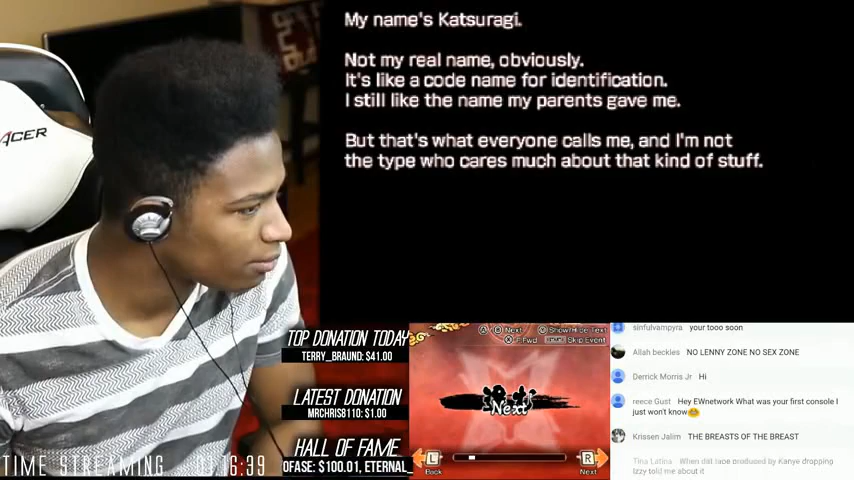 My name's Katsuragi.
Not my real name, obviously.
It's like a code name for identification.
I still like the name my parents gave me.
But that's what everyone calls me, and I'm not
the type who cares much about that kind of stuff.
ACER
TOP DONATION TODAY
TERRY_BRAUND: $41.00
LATEST DONATION
MRCHRIS8110: $1.00
HALL OF FAME
OFASE: $100.01, ETERNAL_
TIME STREAMING
16:39
Next
Show/Hide Text
F.Fwd
Skip Event
Next
L
Back
R
Next
sinfulvampyra your tooo soon
Allah beckies NO LENNY ZONE NO SEX ZONE
Derrick Morris Jr Hi
reece Gust Hey EWnetwork What was your first console I
just won't know
Krissen Jalim THE BREASTS OF THE BREAST
Tina Latina When dat tape produced by Kanye dropping
Izzy told me about it